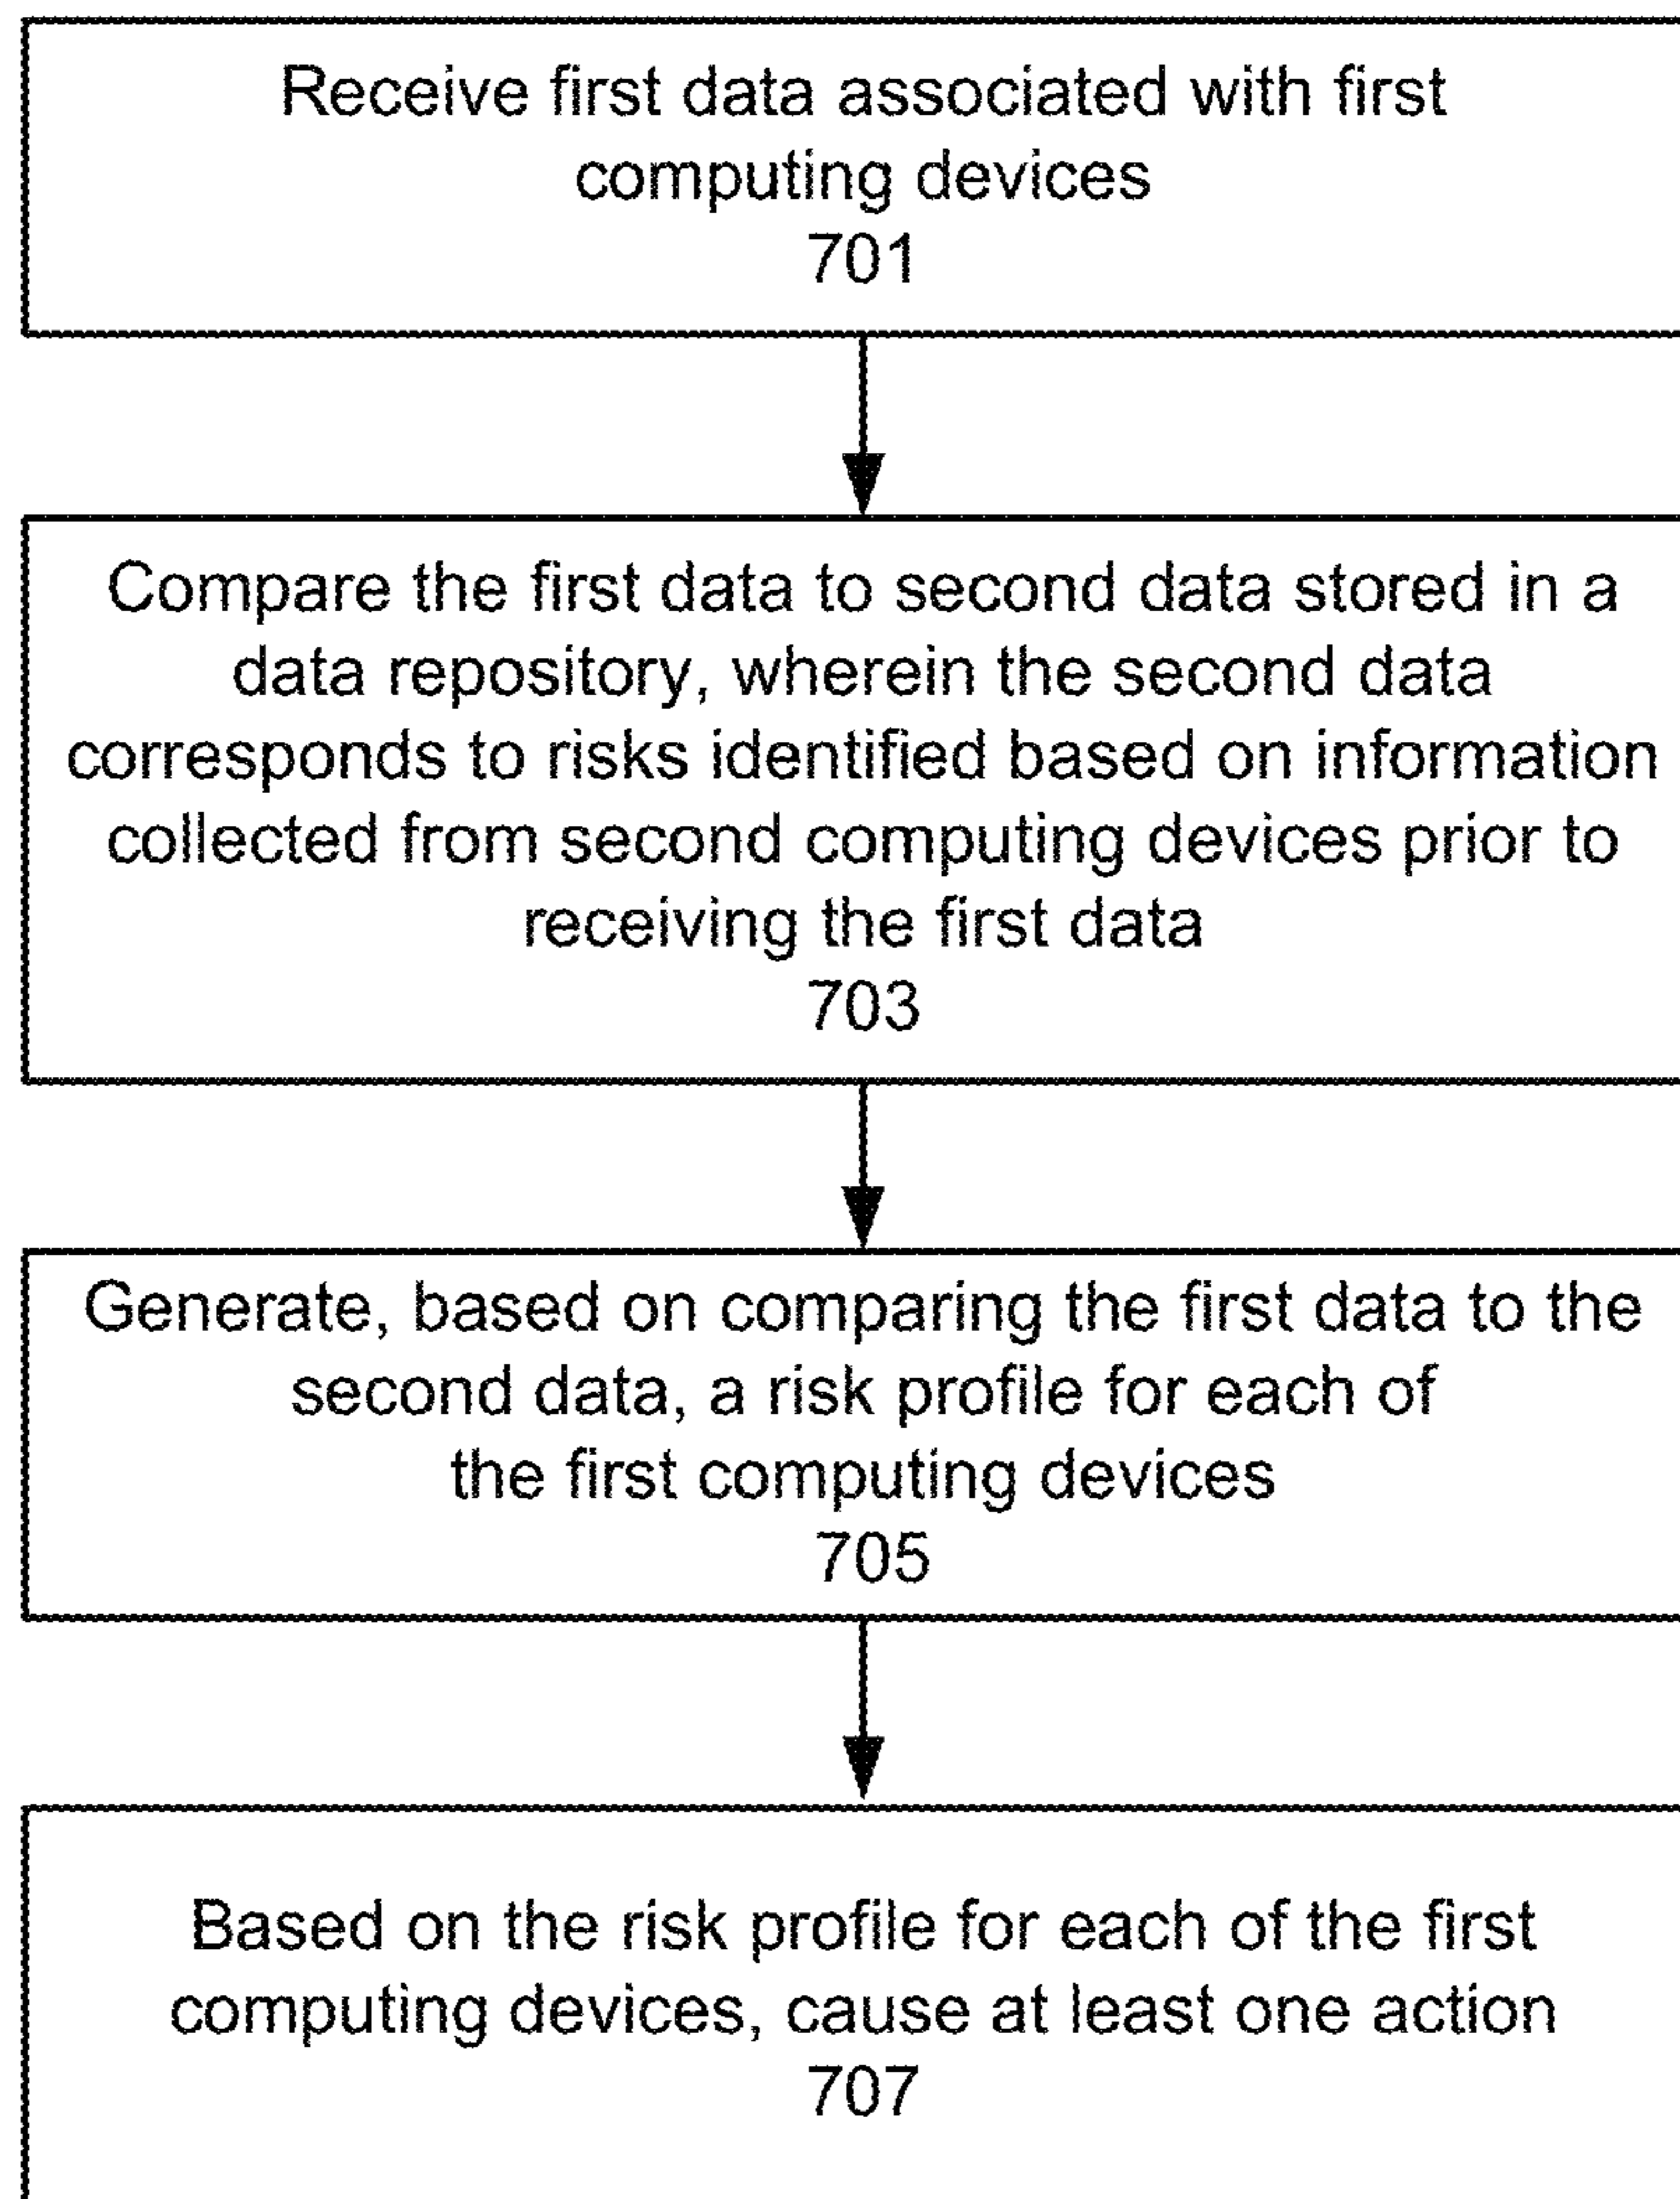 Receive first data associated with first
computing devices
701
Compare the first data to second data stored in a
data repository, wherein the second data
corresponds to risks identified based on information
collected from second computing devices prior to
receiving the first data
703
Generate, based on comparing the first data to the
second data, a risk profile for each of
the first computing devices
705
Based on the risk profile for each of the first
computing devices, cause at least one action
707